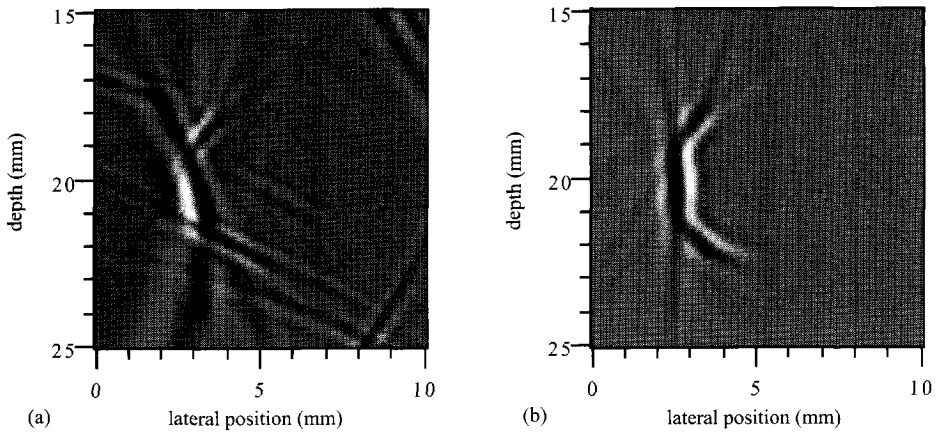 15
20
25
depth (mm)
0 5 10
(a) lateral position (mm)
15
20
25
depth (mm)
0 5 10
(b) lateral position (mm)